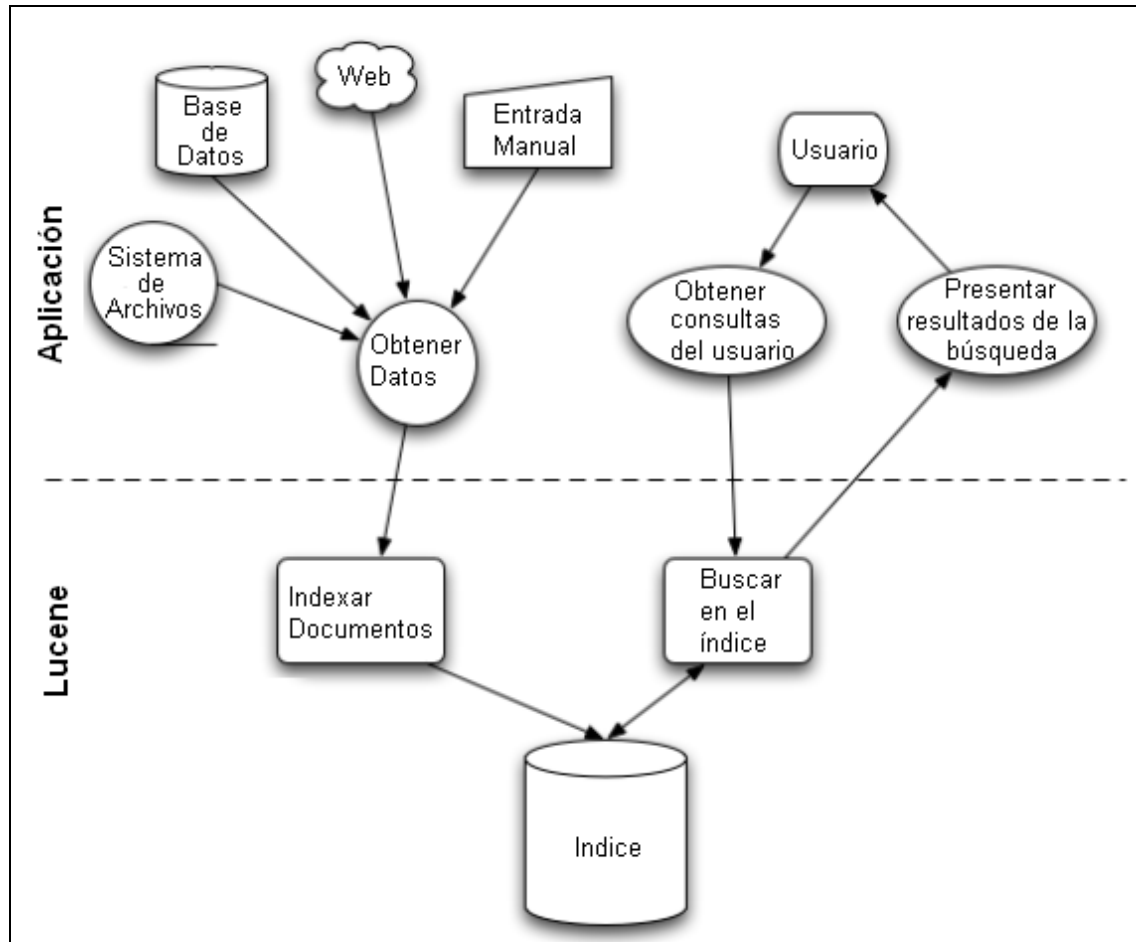 Web
Base
de
Datos
Entrada
Manual
Usuario
Aplicación
Sistema
de
Archivos
Obtener
Datos
Obtener
consultas
del usuario
Presentar
resultados de la
búsqueda
Lucene
Indexar
Documentos
Buscar
en el
índice
Indice